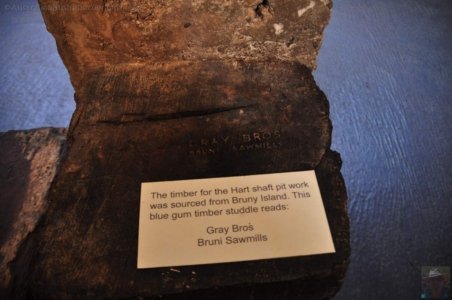 GRAY BROS
BRUNI SAWMILLS
The timber for the Hart shaft pit work
was sourced from Bruny Island. This
blue gum timber studdle reads:
Gray Broś
Bruni Sawmills